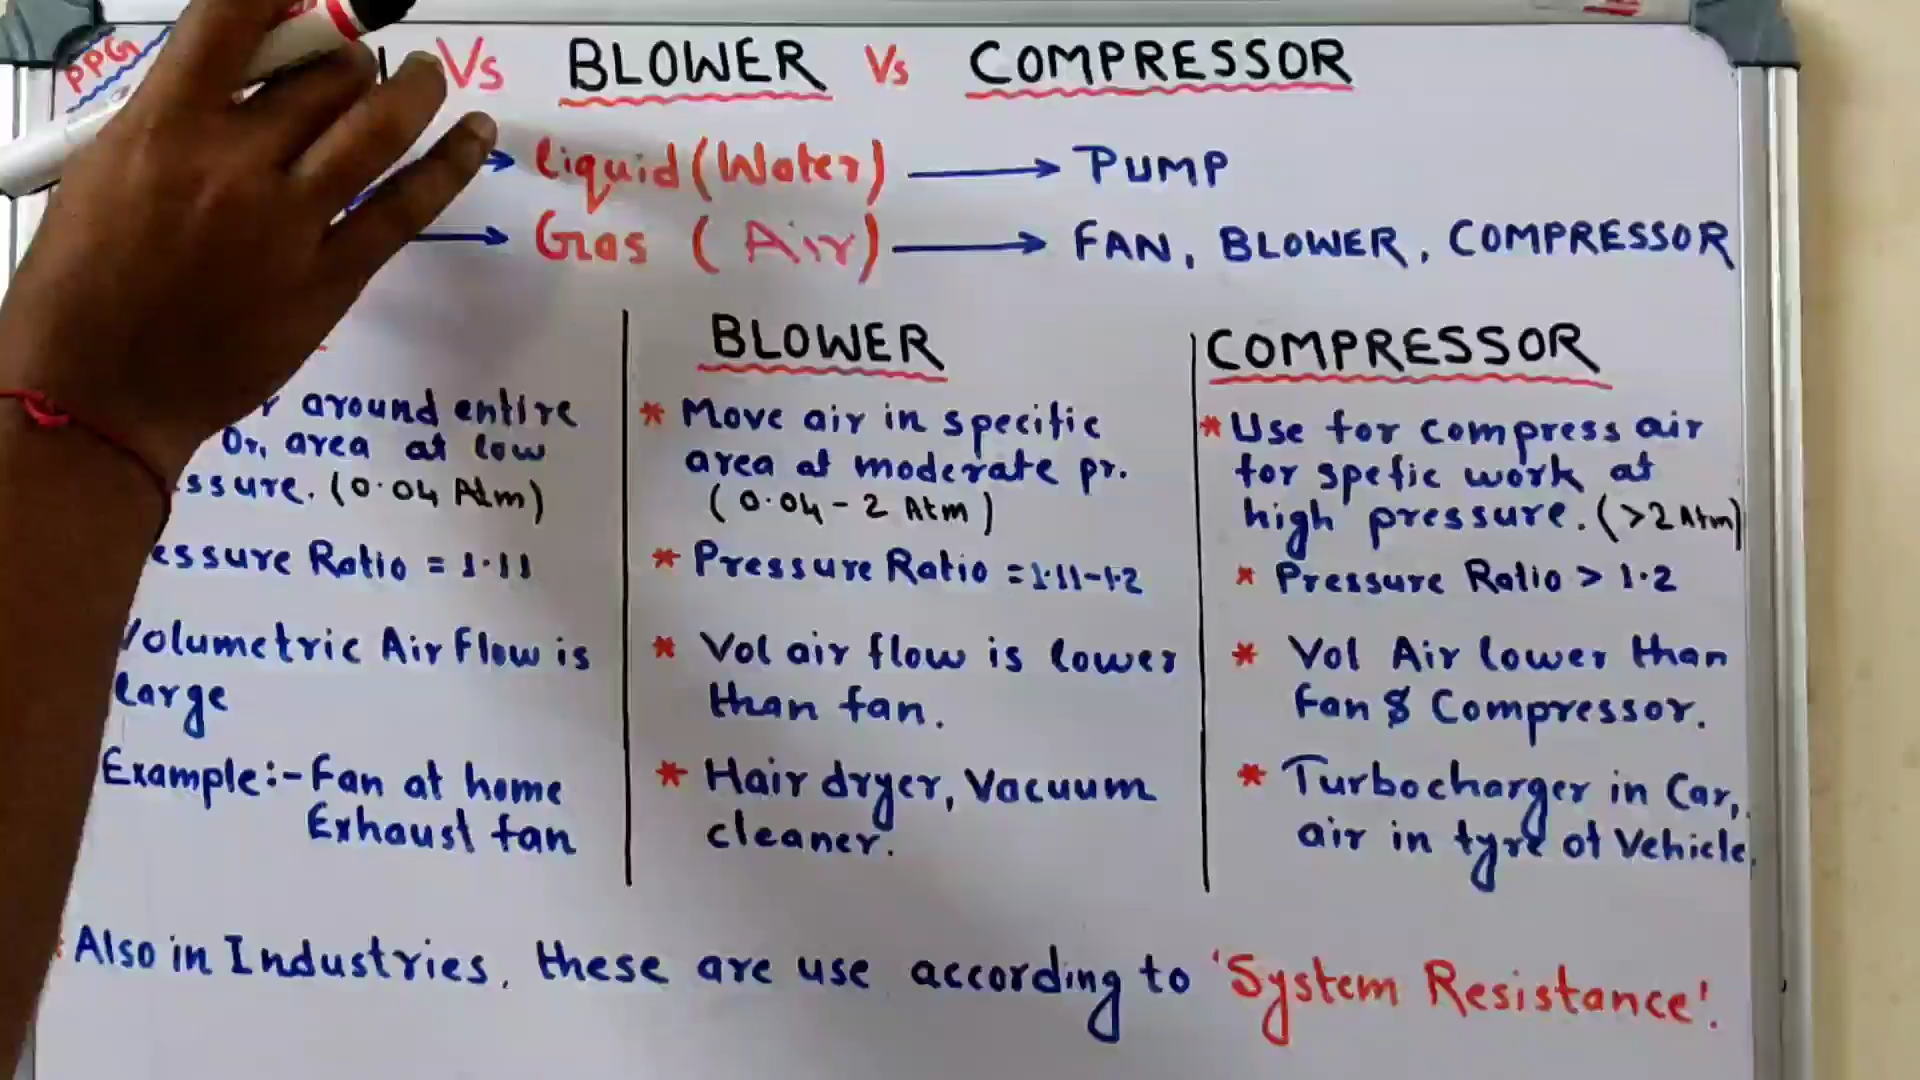 PPG
Vs BLOWER Vs COMPRESSOR
Liquid (Water) → PUMP
Gas (Air) → FAN, BLOWER, COMPRESSOR
around entire
Or, area at low
(0.04 Atm)
Ratio = 1.11
Volumetric Air Flow is
large
Example:- Fan at home
Exhaust fan
BLOWER
* Move air in specific
area at moderate pr.
(0.04 - 2 Atm)
* Pressure Ratio = 1.11-1.2
* Vol air flow is lower
than fan.
* Hair dryer, Vacuum
cleaner.
COMPRESSOR
* Use for compress air
for spefic work at
high pressure. (>2 Atm)
* Pressure Ratio > 1.2
* Vol Air lower than
fan & Compressor.
* Turbocharger in Car,
air in tyre of Vehicle.
Also in Industries, these are use according to 'System Resistance'.